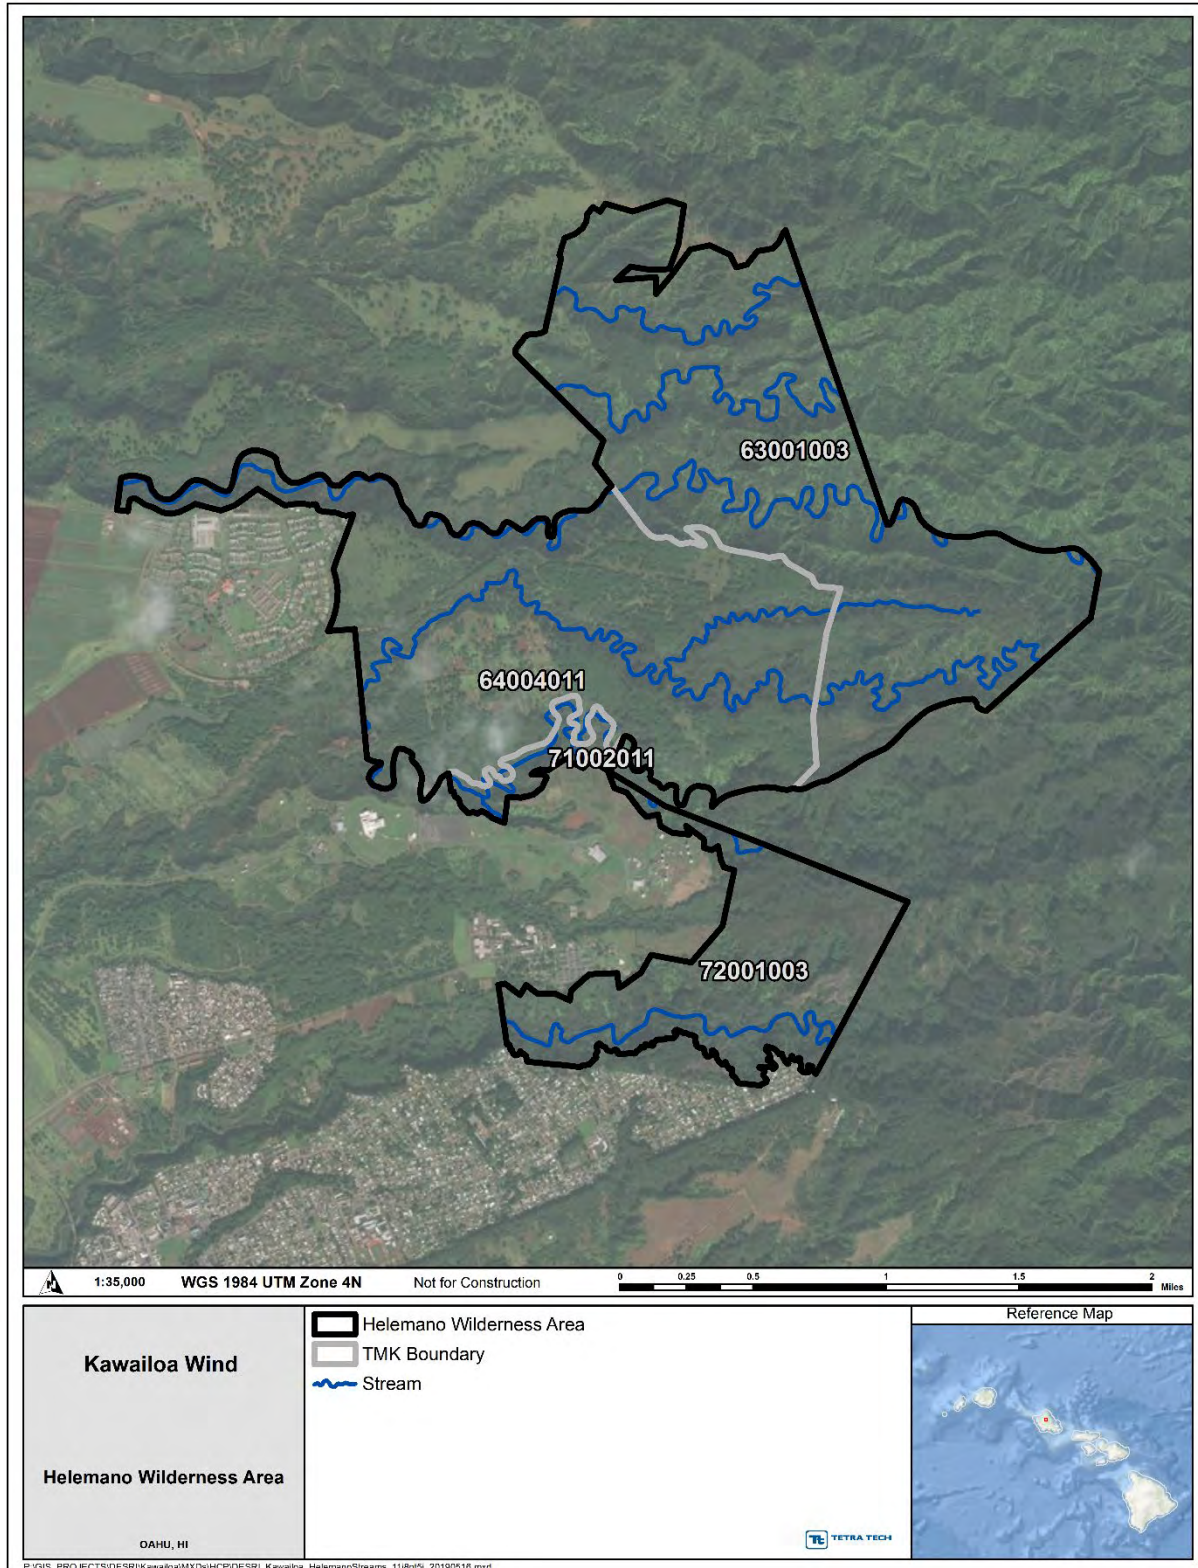 63001003
64004011
71002011
72001003
1:35,000
WGS 1984 UTM Zone 4N
Not for Construction
0 0.25 0.5 1 1.5 2
Miles
Kawailoa Wind
Helemano Wilderness Area
OAHU, HI
Helemano Wilderness Area
TMK Boundary
Stream
TETRA TECH
Reference Map